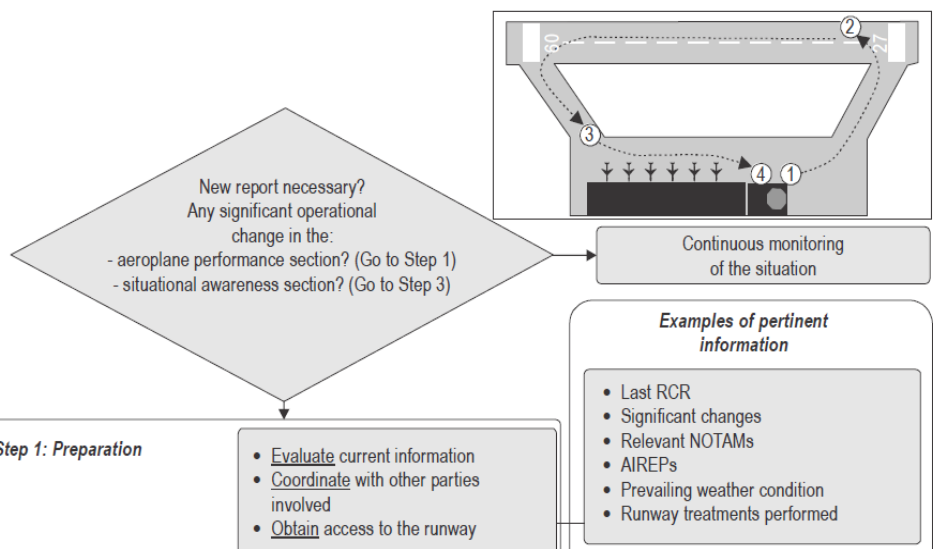 2
60
27
3
4
1
New report necessary?
Any significant operational
change in the:
- aeroplane performance section? (Go to Step 1)
- situational awareness section? (Go to Step 3)
Continuous monitoring
of the situation
Examples of pertinent
information
• Last RCR
• Significant changes
• Relevant NOTAMs
• AIREPs
• Prevailing weather condition
• Runway treatments performed
Step 1: Preparation
• Evaluate current information
• Coordinate with other parties
involved
• Obtain access to the runway